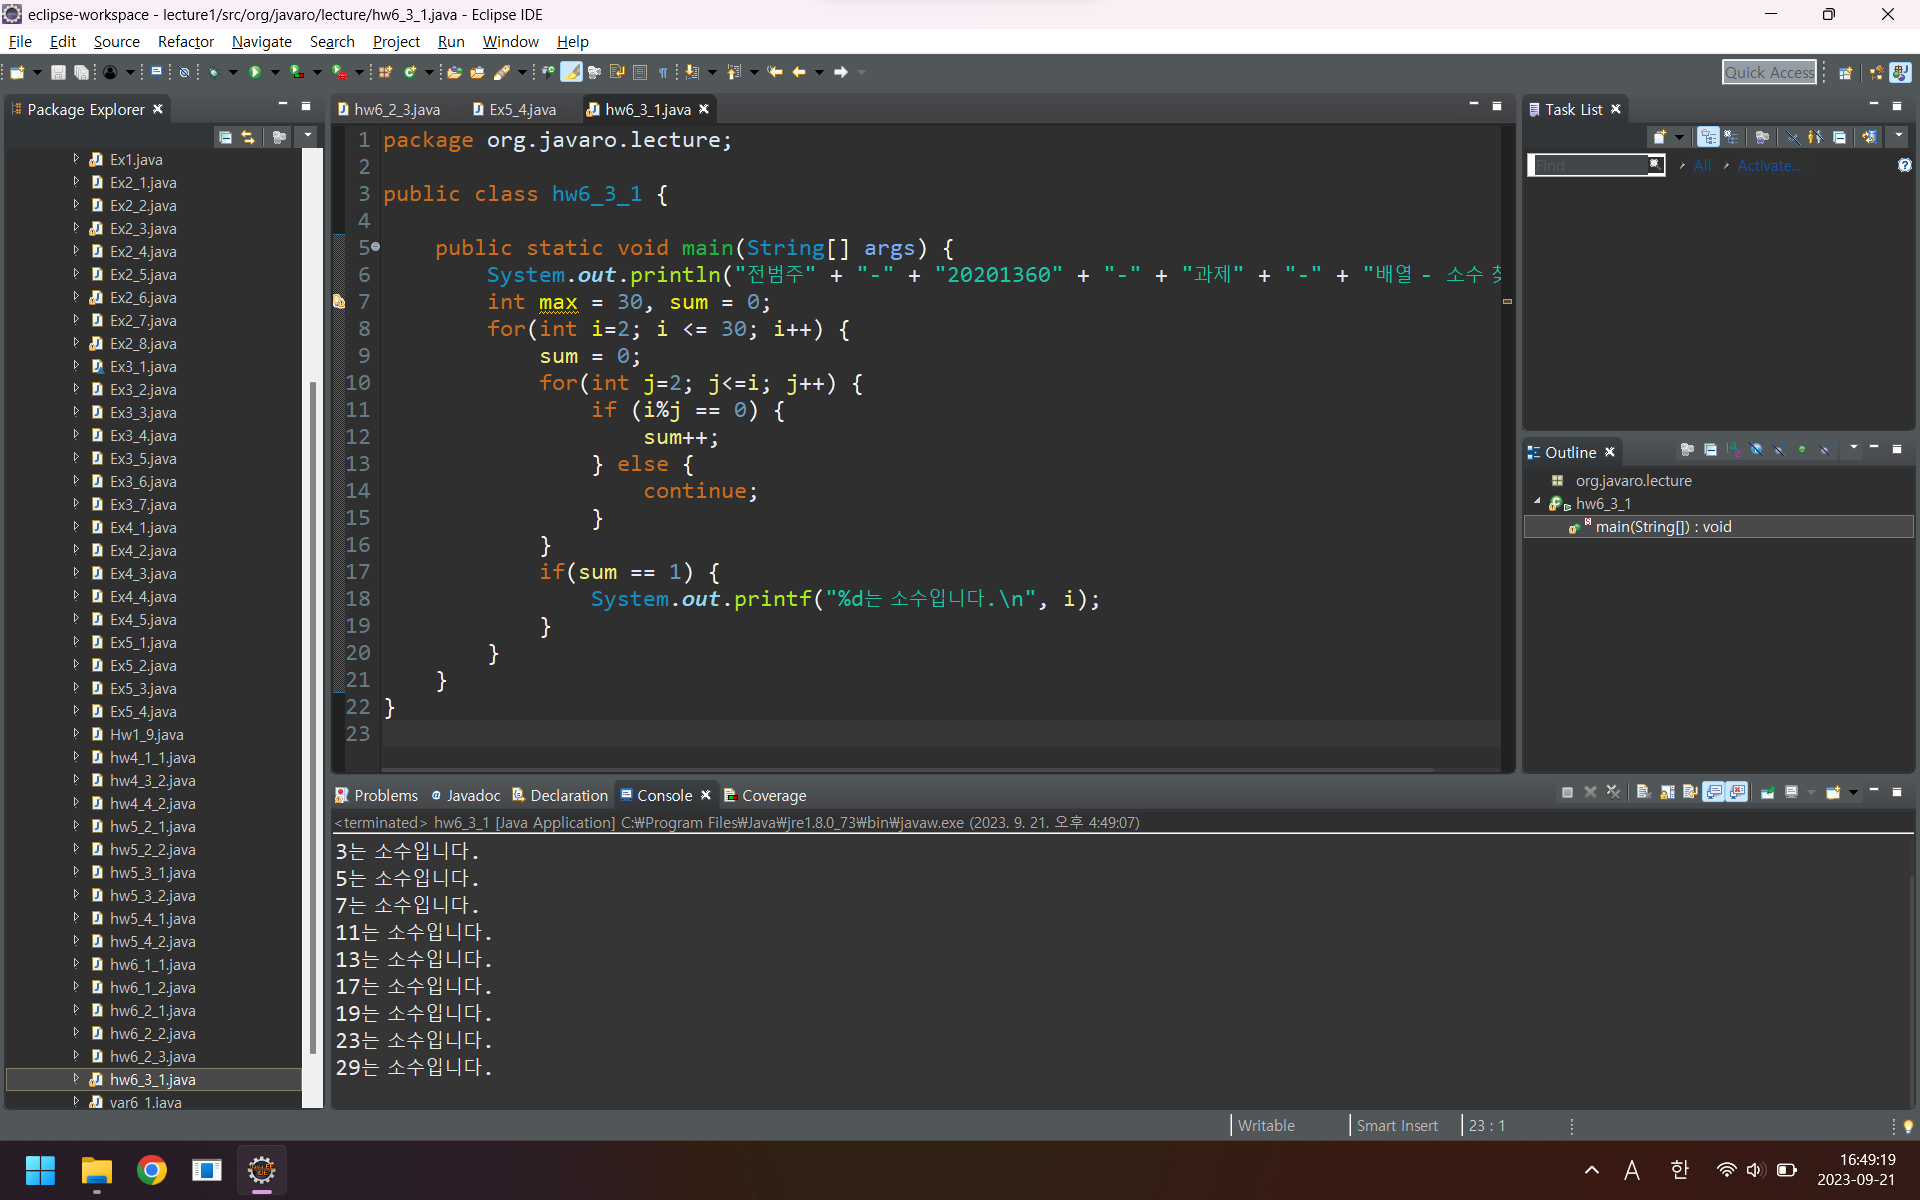 eclipse-workspace - lecture1/src/org/javaro/lecture/hw6_3_1.java - Eclipse IDE
File Edit Source Refactor Navigate Search Project Run Window Help
Quick Access
Package Explorer
Ex1.java
Ex2_1.java
Ex2_2.java
Ex2_3.java
Ex2_4.java
Ex2_5.java
Ex2_6.java
Ex2_7.java
Ex2_8.java
Ex3_1.java
Ex3_2.java
Ex3_3.java
Ex3_4.java
Ex3_5.java
Ex3_6.java
Ex3_7.java
Ex4_1.java
Ex4_2.java
Ex4_3.java
Ex4_4.java
Ex4_5.java
Ex5_1.java
Ex5_2.java
Ex5_3.java
Ex5_4.java
Hw1_9.java
hw4_1_1.java
hw4_3_2.java
hw4_4_2.java
hw5_2_1.java
hw5_2_2.java
hw5_3_1.java
hw5_3_2.java
hw5_4_1.java
hw5_4_2.java
hw6_1_1.java
hw6_1_2.java
hw6_2_1.java
hw6_2_2.java
hw6_2_3.java
hw6_3_1.java
var6_1.java
hw6_2_3.java Ex5_4.java hw6_3_1.java
1 package org.javaro.lecture;
2
3 public class hw6_3_1 {
4
5 public static void main(String[] args) {
6 System.out.println("전범주" + "-" + "20201360" + "-" + "과제" + "-" + "배열 - 소수 찾
7 int max = 30, sum = 0;
8 for(int i=2; i <= 30; i++) {
9 sum = 0;
10 for(int j=2; j<=i; j++) {
11 if (i%j == 0) {
12 sum++;
13 } else {
14 continue;
15 }
16 }
17 if(sum == 1) {
18 System.out.printf("%d는 소수입니다.\n", i);
19 }
20 }
21 }
22 }
23
Task List
Find All Activate...
Outline
org.javaro.lecture
hw6_3_1
main(String[]) : void
Problems @ Javadoc Declaration Console Coverage
<terminated> hw6_3_1 [Java Application] C:₩Program Files₩Java₩jre1.8.0_73₩bin₩javaw.exe (2023. 9. 21. 오후 4:49:07)
3는 소수입니다.
5는 소수입니다.
7는 소수입니다.
11는 소수입니다.
13는 소수입니다.
17는 소수입니다.
19는 소수입니다.
23는 소수입니다.
29는 소수입니다.
Writable Smart Insert 23 : 1
A 한 16:49:19
2023-09-21